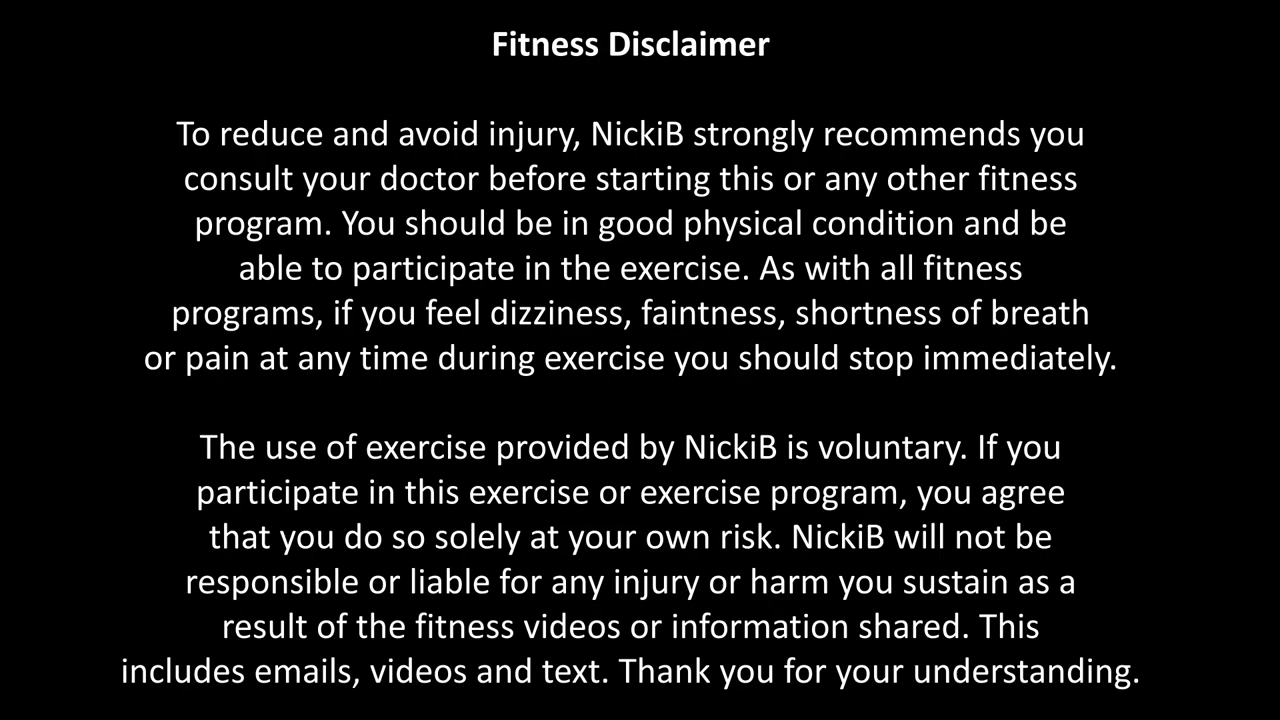 Fitness Disclaimer
To reduce and avoid injury, NickiB strongly recommends you
consult your doctor before starting this or any other fitness
program. You should be in good physical condition and be
able to participate in the exercise. As with all fitness
programs, if you feel dizziness, faintness, shortness of breath
or pain at any time during exercise you should stop immediately.
The use of exercise provided by NickiB is voluntary. If you
participate in this exercise or exercise program, you agree
that you do so solely at your own risk. NickiB will not be
responsible or liable for any injury or harm you sustain as a
result of the fitness videos or information shared. This
includes emails, videos and text. Thank you for your understanding.